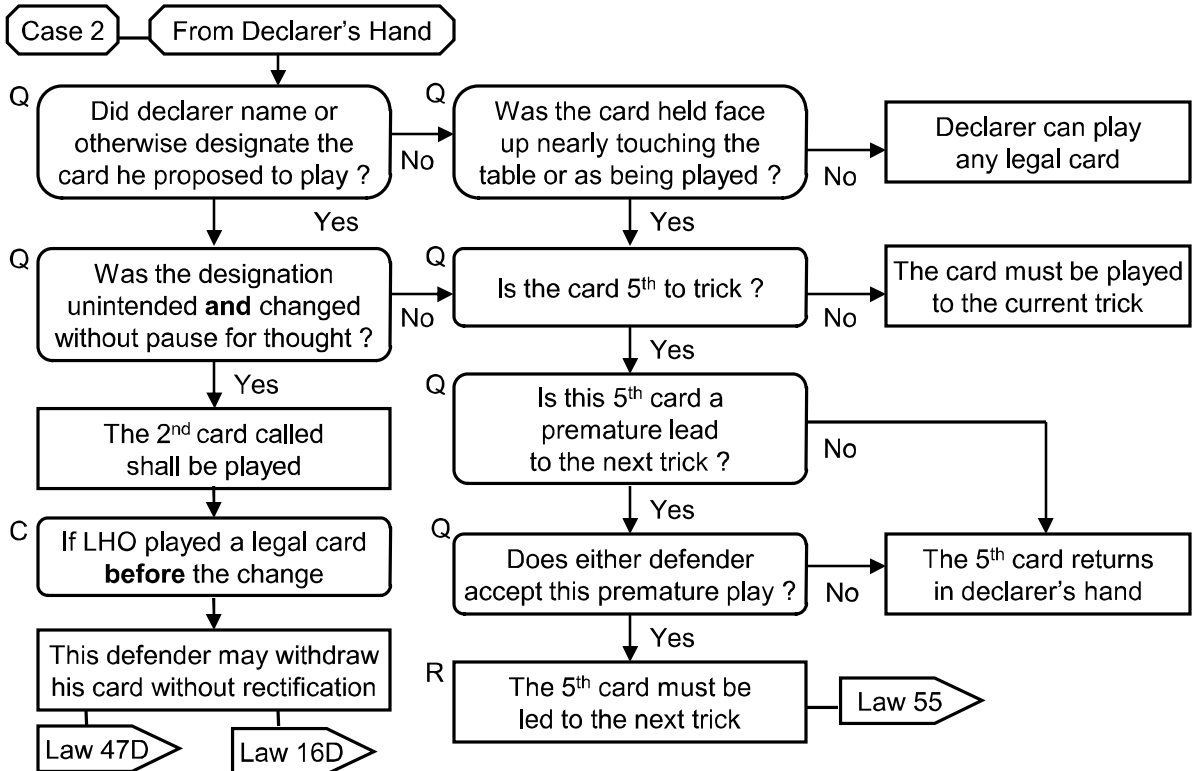 Case 2
From Declarer's Hand
Q
Did declarer name or
otherwise designate the
card he proposed to play ?
No
Q
Was the card held face
up nearly touching the
table or as being played ?
No
Declarer can play
any legal card
Yes
Yes
Q
Was the designation
unintended and changed
without pause for thought ?
No
Q
Is the card 5th to trick ?
No
The card must be played
to the current trick
Yes
Yes
The 2nd card called
shall be played
Q
Is this 5th card a
premature lead
to the next trick ?
No
Yes
C
If LHO played a legal card
before the change
Q
Does either defender
accept this premature play ?
No
The 5th card returns
in declarer's hand
Yes
This defender may withdraw
his card without rectification
R
The 5th card must be
led to the next trick
Law 55
Law 47D
Law 16D